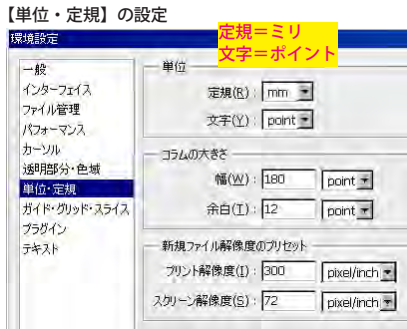 【単位・定規】の設定
定規＝ミリ
文字＝ポイント
環境設定
一般
インターフェイス
ファイル管理
パフォーマンス
カーソル
透明部分・色域
単位・定規
ガイド・グリッド・スライス
プラグイン
テキスト
単位
定規(R): mm
文字(Y): point
コラムの大きさ
幅(W): 180 point
余白(T): 12 point
新規ファイル解像度のプリセット
プリント解像度(I): 300 pixel/inch
スクリーン解像度(S): 72 pixel/inch